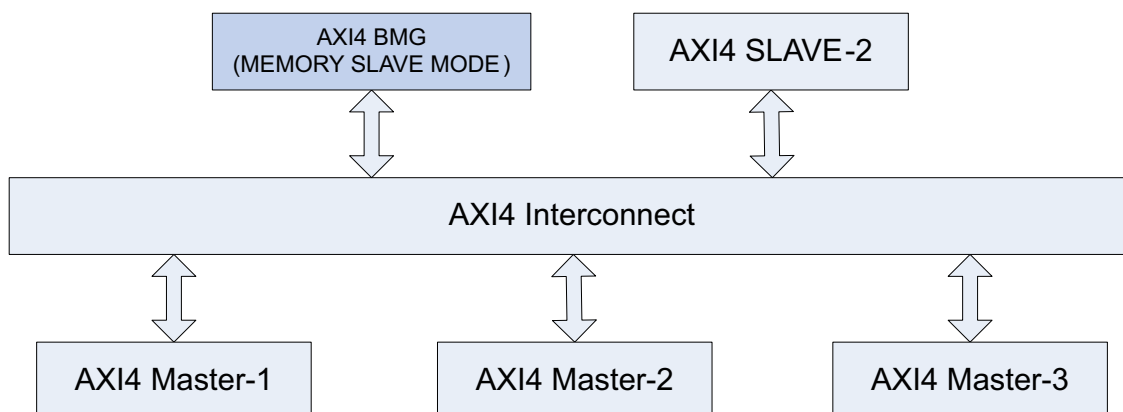 AXI4 BMG
(MEMORY SLAVE MODE)
AXI4 SLAVE-2
AXI4 Interconnect
AXI4 Master-1
AXI4 Master-2
AXI4 Master-3